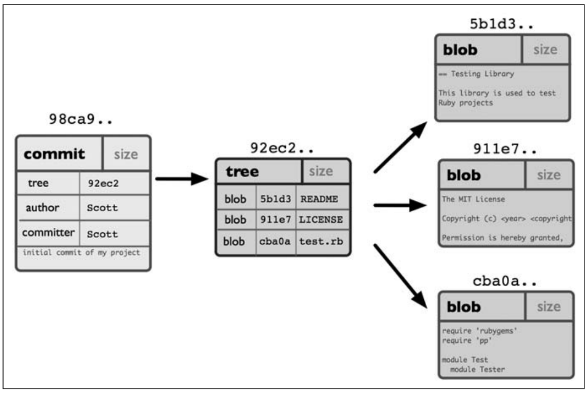 98ca9..
commit size
tree 92ec2
author Scott
committer Scott
initial commit of my project
92ec2..
tree size
blob 5b1d3 README
blob 911e7 LICENSE
blob cba0a test.rb
5b1d3..
blob size
== Testing Library
This library is used to test
Ruby projects
911e7..
blob size
The MIT License
Copyright (c) <year> <copyright
Permission is hereby granted,
cba0a..
blob size
require 'rubygems'
require 'pp'
module Test
module Tester